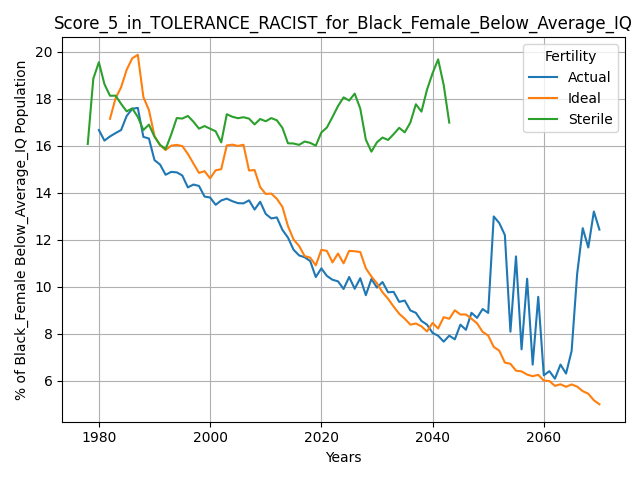 Score_5_in_TOLERANCE_RACIST_for_Black_Female_Below_Average_IQ
% of Black_Female Below_Average_IQ Population
20
18
16
14
12
10
8
6
Fertility
Actual
Ideal
Sterile
1980 2000 2020 2040 2060
Years